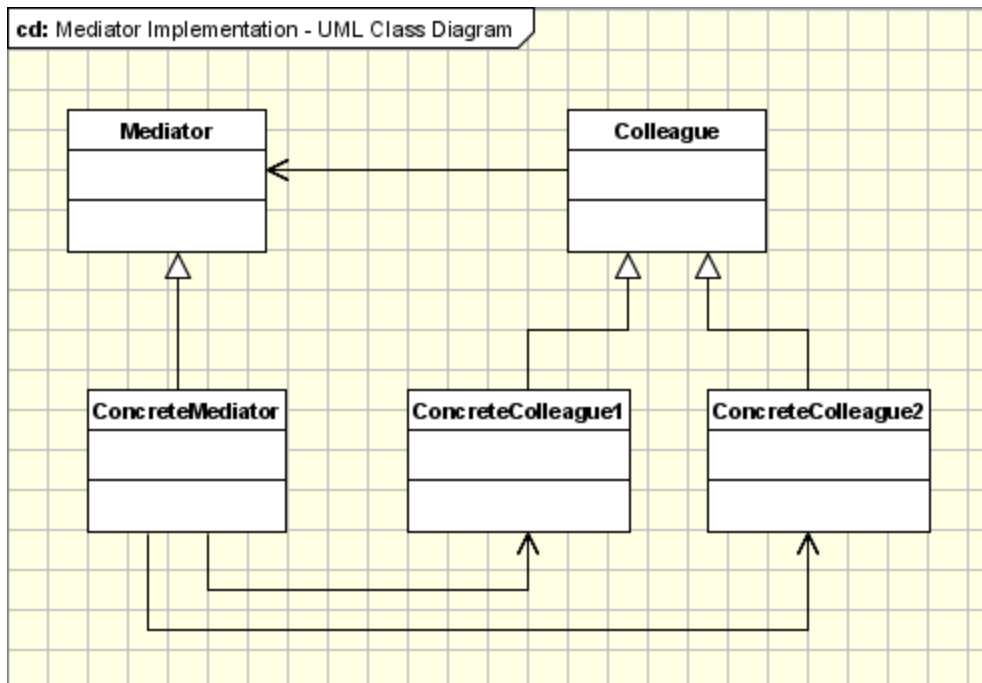 cd: Mediator Implementation - UML Class Diagram
Mediator
Colleague
ConcreteMediator
ConcreteColleague1
ConcreteColleague2